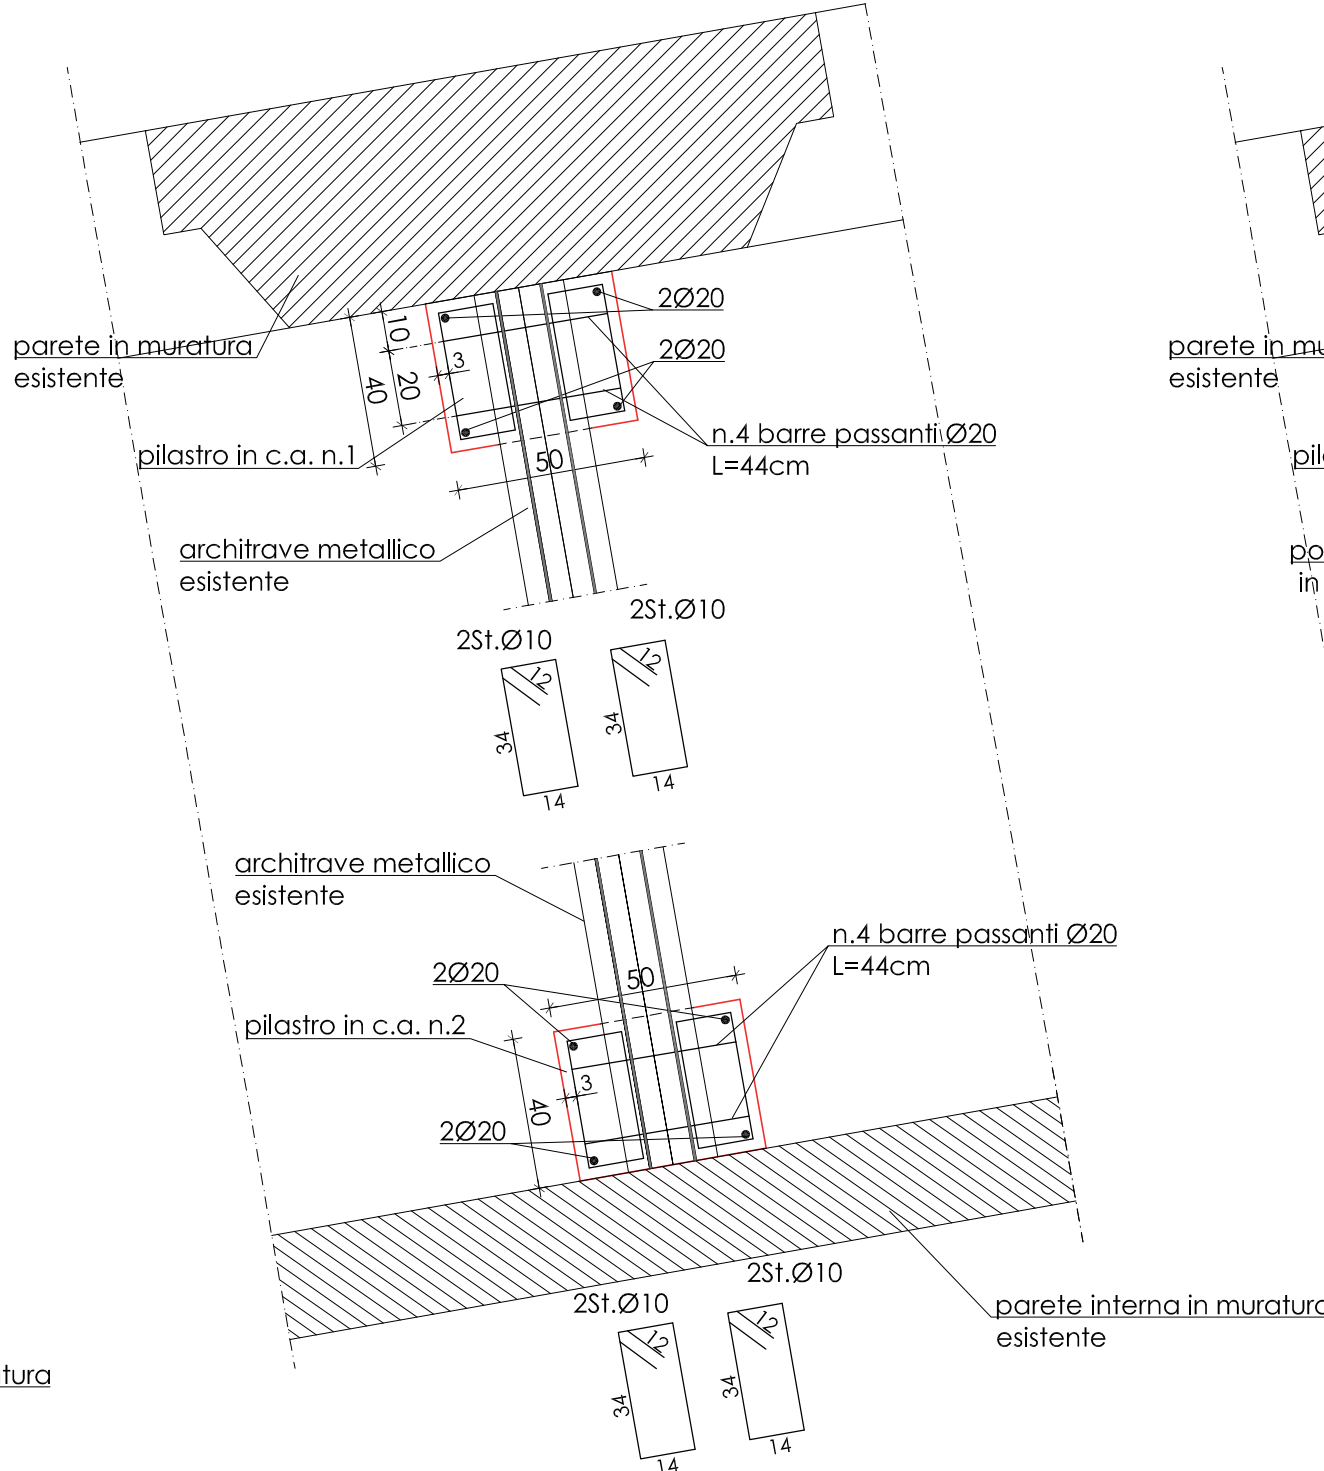 2Ø20
10
parete in muratura
esistente
parete in mu
esistente
2Ø20
3
20
40
n.4 barre passanti Ø20
L=44cm
pilastro in c.a. n.1
50
pil
architrave metallico
esistente
po
in
2St.Ø10
2St.Ø10
12
12
34
34
14
14
architrave metallico
esistente
n.4 barre passanti Ø20
L=44cm
2Ø20
50
pilastro in c.a. n.2
3
40
2Ø20
2St.Ø10
2St.Ø10
parete interna in muratura
esistente
12
12
34
34
14
14
tura